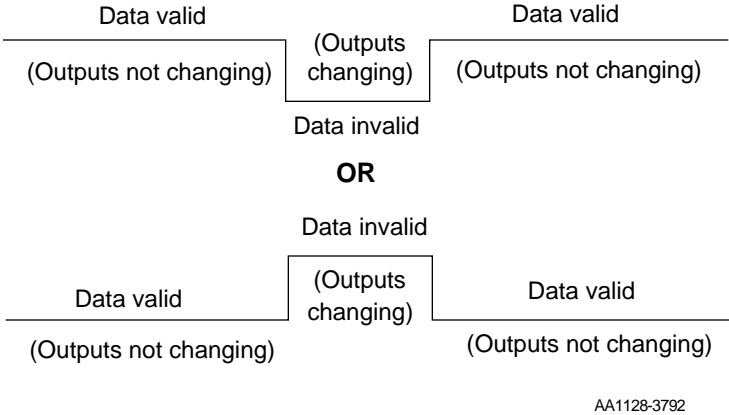 Data valid
Data valid
(Outputs
changing)
(Outputs not changing)
(Outputs not changing)
Data invalid
OR
Data invalid
(Outputs
changing)
Data valid
Data valid
(Outputs not changing)
(Outputs not changing)
AA1128-3792